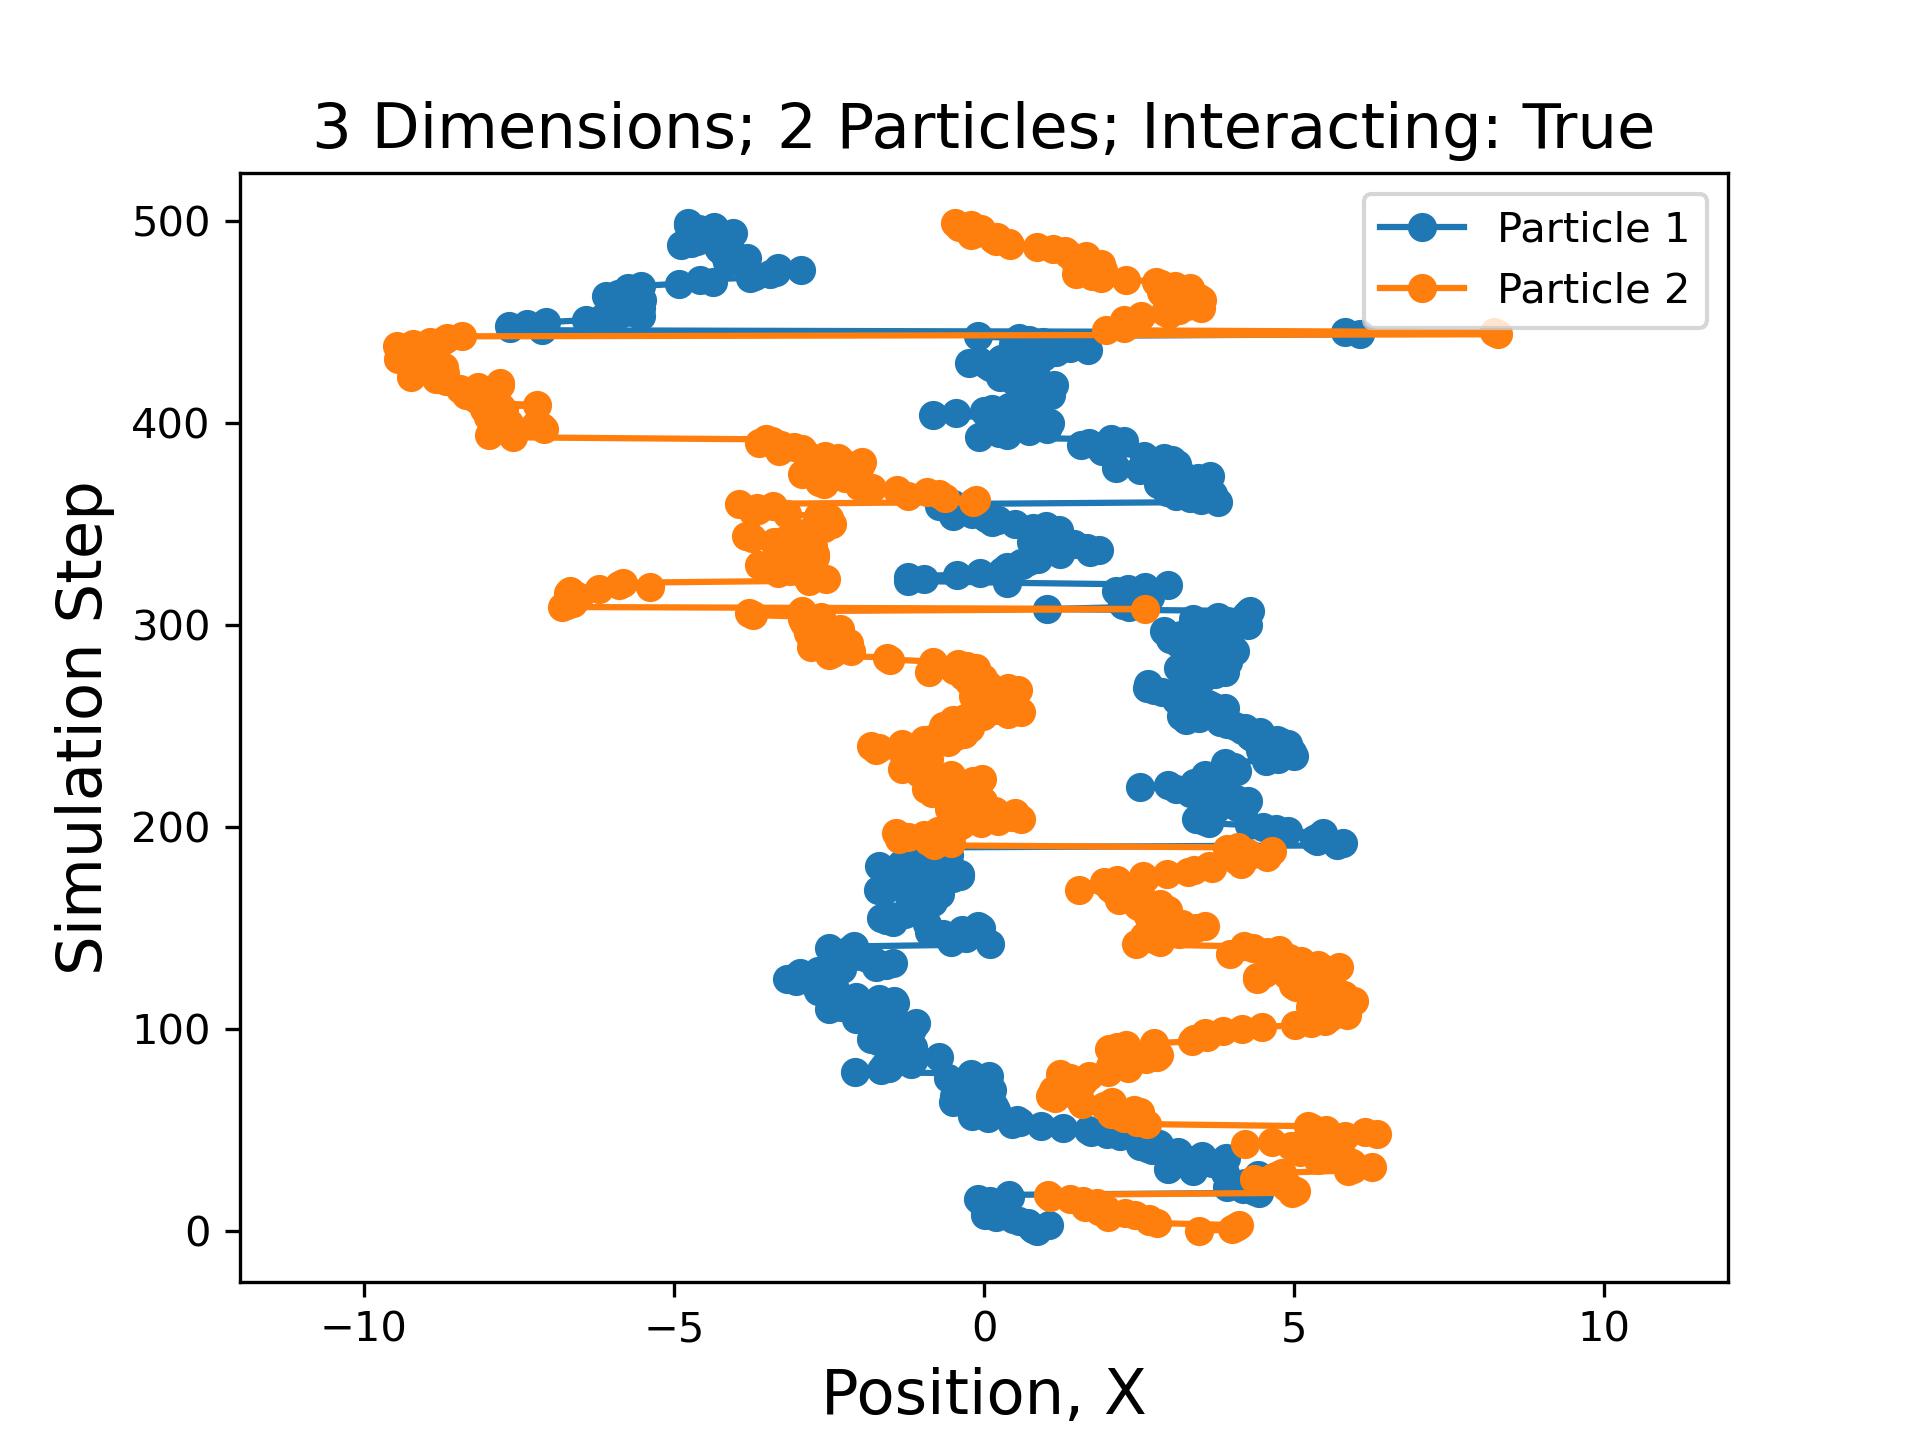 3 Dimensions; 2 Particles; Interacting: True
Particle 1
Particle 2
500
400
300
200
100
0
Simulation Step
−10
−5
0
5
10
Position, X